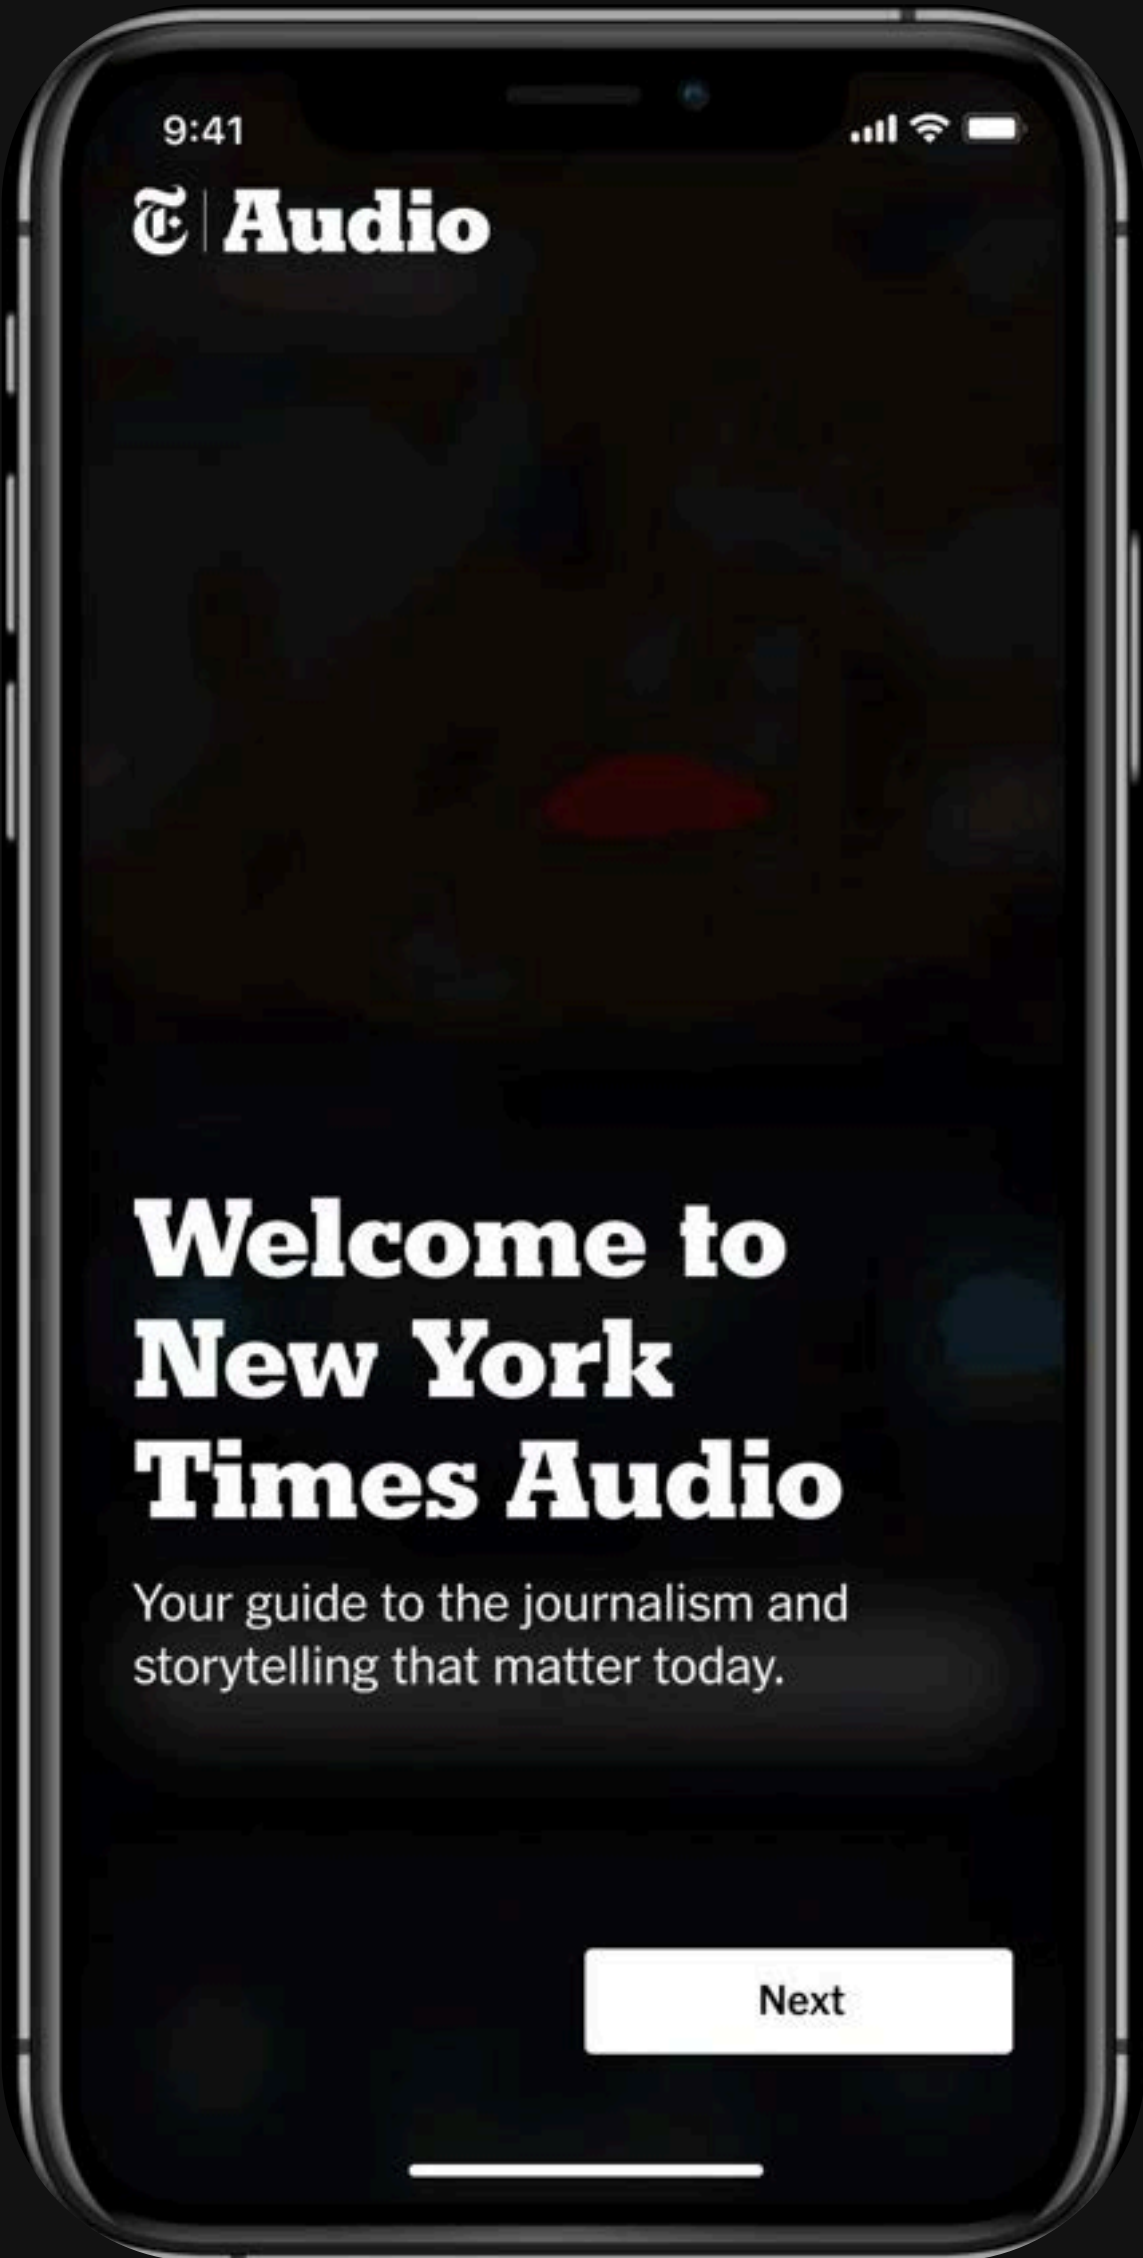 9:41
T Audio
Welcome to
New York
Times Audio
Your guide to the journalism and
storytelling that matter today.
Next